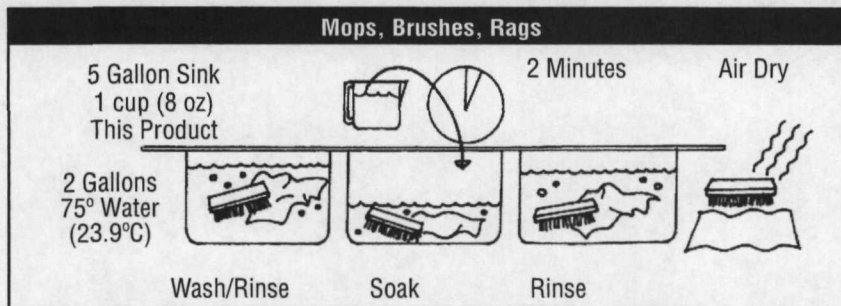 Mops, Brushes, Rags
5 Gallon Sink
1 cup (8 oz)
This Product
2 Minutes
Air Dry
2 Gallons
75º Water
(23.9ºC)
Wash/Rinse
Soak
Rinse